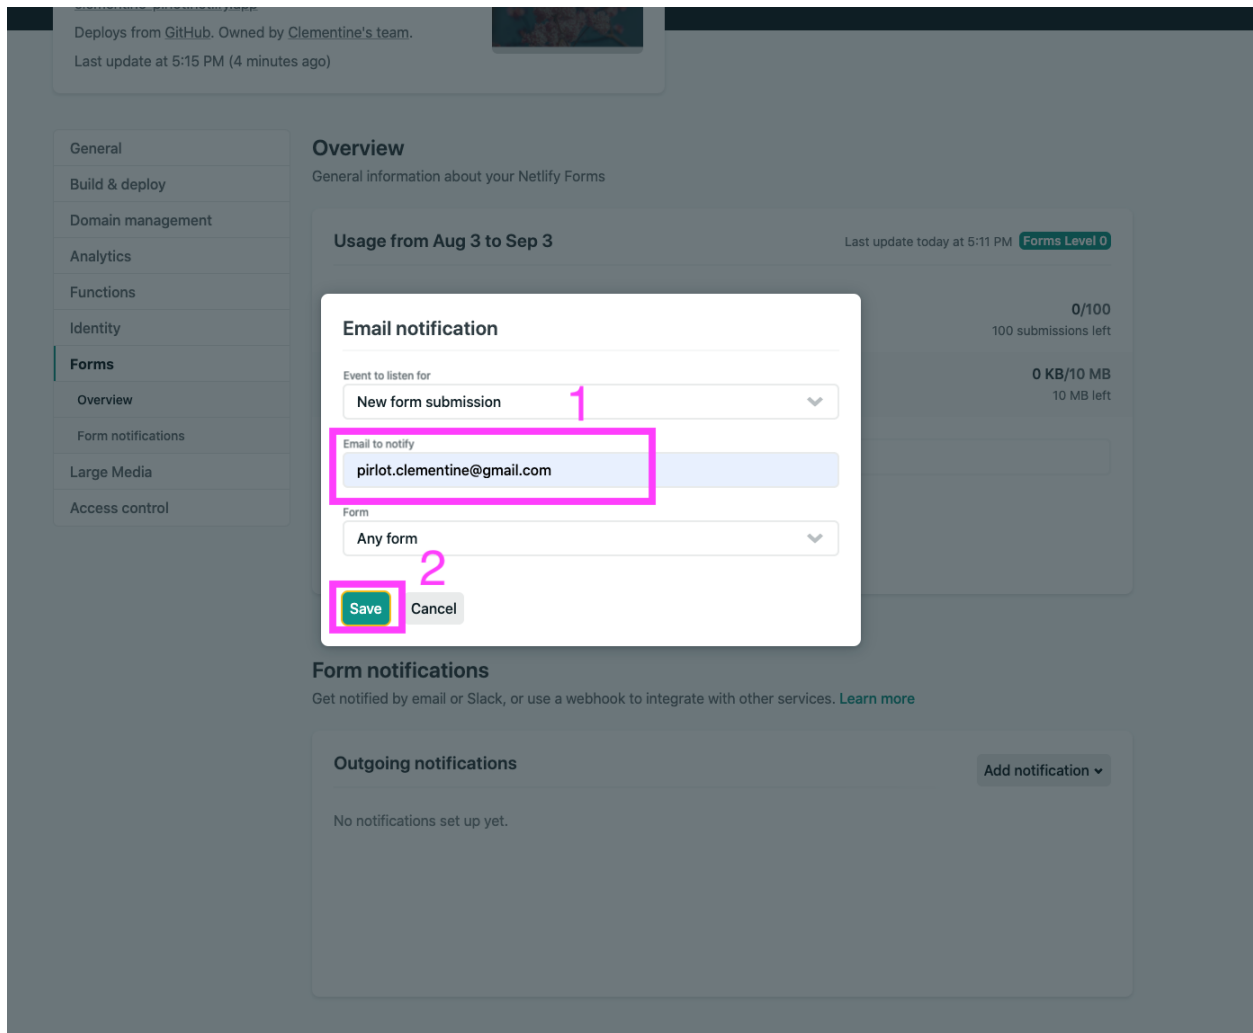 Deploys from GitHub. Owned by Clementine's team.
Last update at 5:15 PM (4 minutes ago)
General
Build & deploy
Domain management
Analytics
Functions
Identity
Forms
Overview
Form notifications
Large Media
Access control
Overview
General information about your Netlify Forms
Usage from Aug 3 to Sep 3
Last update today at 5:11 PM Forms Level 0
0/100
100 submissions left
0 KB/10 MB
10 MB left
Email notification
Event to listen for
New form submission
1
Email to notify
pirlot.clementine@gmail.com
Form
Any form
2
Save Cancel
Form notifications
Get notified by email or Slack, or use a webhook to integrate with other services. Learn more
Outgoing notifications
Add notification
No notifications set up yet.